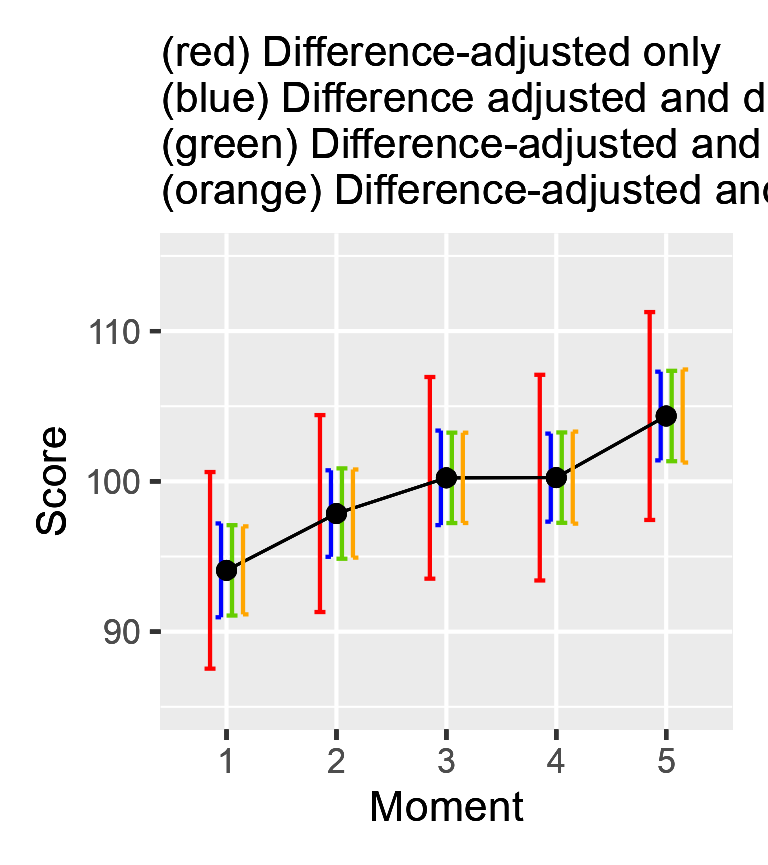 (red) Difference-adjusted only
(blue) Difference adjusted and
(green) Difference-adjusted and
(orange) Difference-adjusted
110
100
90
Score
1 2 3 4 5
Moment